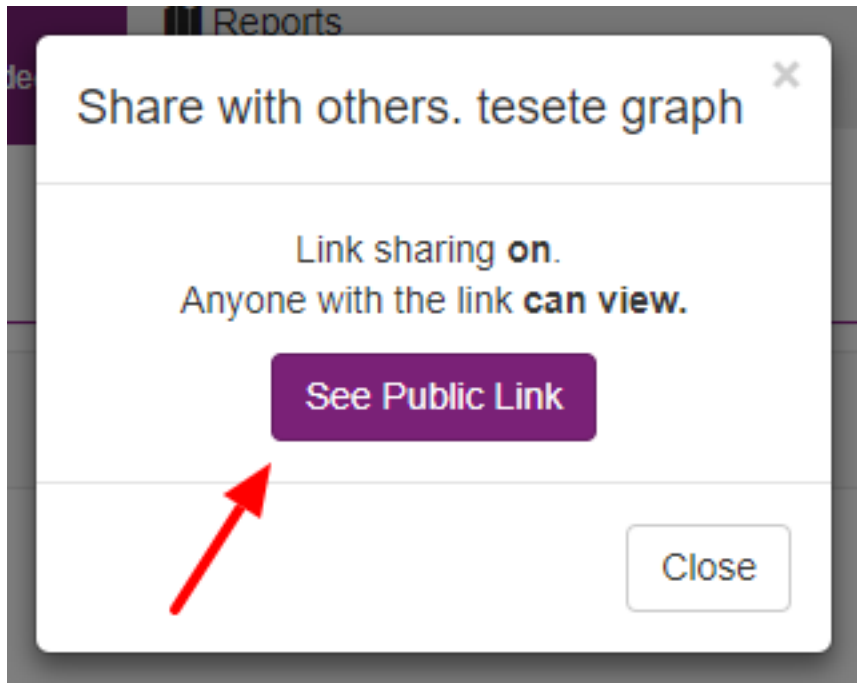 Reports
Share with others. tesete graph
×
Link sharing on.
Anyone with the link can view.
See Public Link
Close